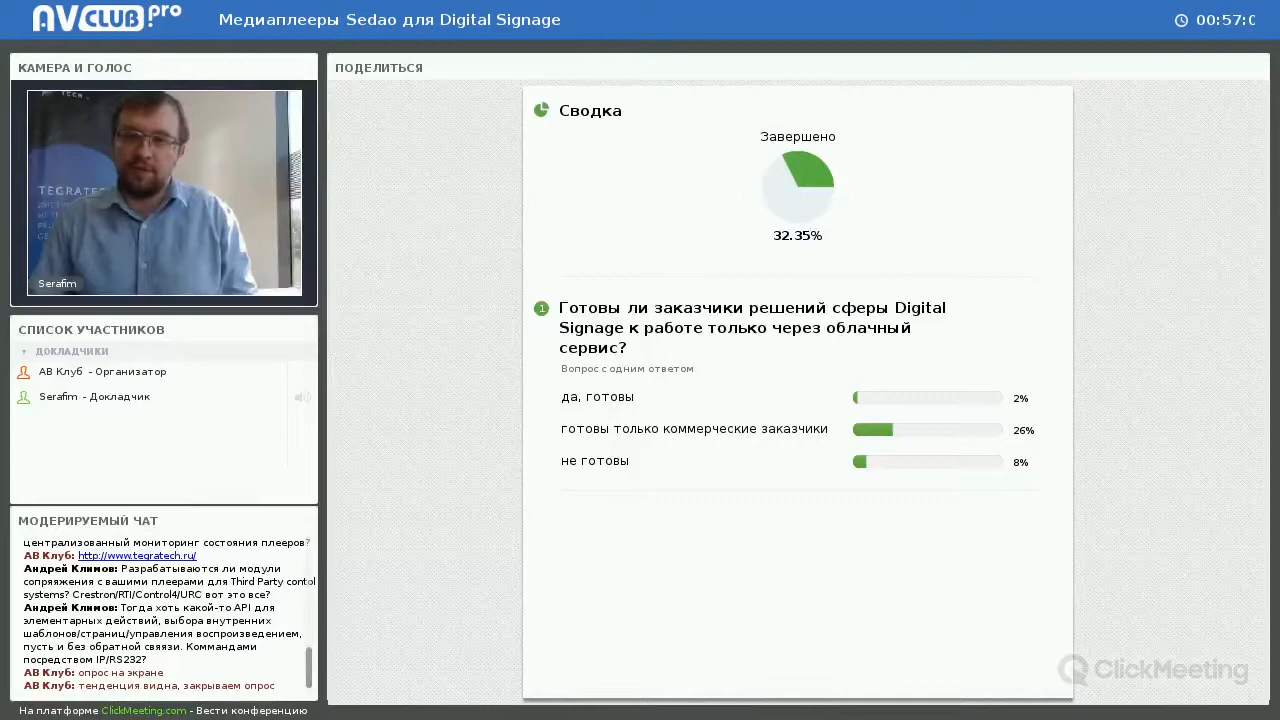 AVCLUB pro
Медиаплееры Sedao для Digital Signage
00:57:0
КАМЕРА И ГОЛОС
TEGRATE
Serafim
СПИСОК УЧАСТНИКОВ
ДОКЛАДЧИКИ
АВ Клуб - Организатор
Serafim - Докладчик
МОДЕРИРУЕМЫЙ ЧАТ
централизованный мониторинг состояния плееров?
АВ Клуб: http://www.tegratech.ru/
Андрей Климов: Разрабатываются ли модули
сопряяжения с вашими плеерами для Third Party contol
systems? Crestron/RTI/Control4/URC вот это все?
Андрей Климов: Тогда хоть какой-то API для
элементарных действий, выбора внутренних
шаблонов/страниц/управления воспроизведением,
пусть и без обратной свяязи. Коммандами
посредством IP/RS232?
АВ Клуб: опрос на экране
АВ Клуб: тенденция видна, закрываем опрос
На платформе ClickMeeting.com - Вести конференцию
ПОДЕЛИТЬСЯ
Сводка
Завершено
32.35%
1 Готовы ли заказчики решений сферы Digital
Signage к работе только через облачный
сервис?
Вопрос с одним ответом
да, готовы 2%
готовы только коммерческие заказчики 26%
не готовы 8%
ClickMeeting